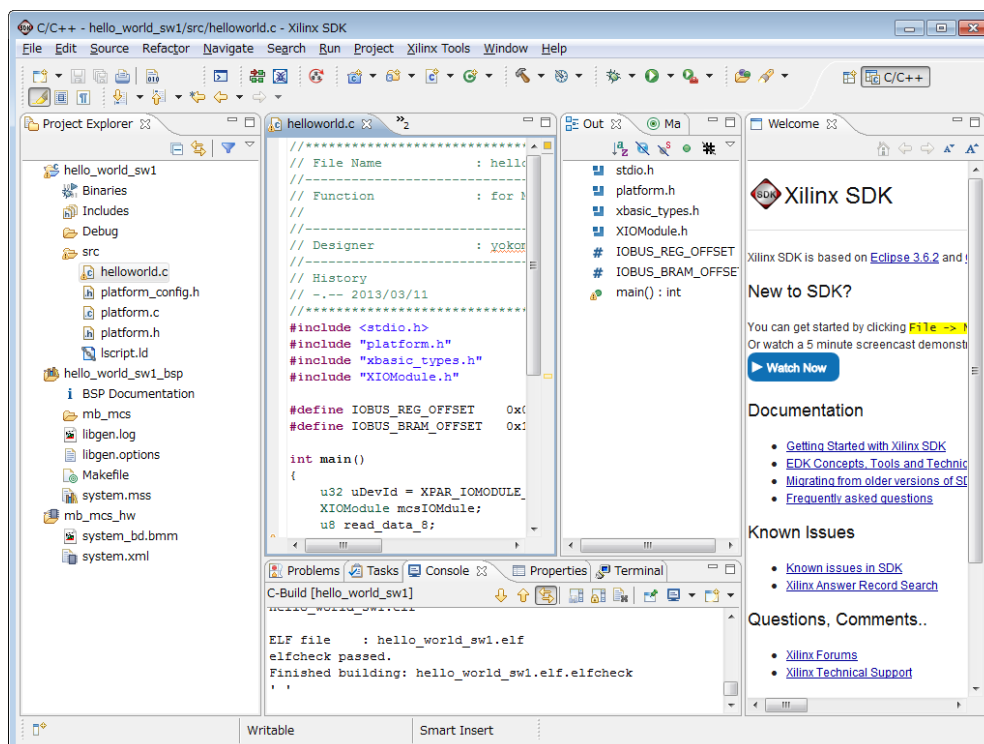 C/C++ - hello_world_sw1/src/helloworld.c - Xilinx SDK
File Edit Source Refactor Navigate Search Run Project Xilinx Tools Window Help
C/C++
Project Explorer
hello_world_sw1
Binaries
Includes
Debug
src
helloworld.c
platform_config.h
platform.c
platform.h
lscript.ld
hello_world_sw1_bsp
BSP Documentation
mb_mcs
libgen.log
libgen.options
Makefile
system.mss
mb_mcs_hw
system_bd.bmm
system.xml
helloworld.c »2
//******************************
// File Name : hello
//------------------------------
// Function : for M
//
//------------------------------
// Designer : yokom
//------------------------------
// History
// -.-- 2013/03/11
//******************************
#include <stdio.h>
#include "platform.h"
#include "xbasic_types.h"
#include "XIOModule.h"
#define IOBUS_REG_OFFSET 0x0
#define IOBUS_BRAM_OFFSET 0x1
int main()
{
u32 uDevId = XPAR_IOMODULE_
XIOModule mcsIOMdule;
u8 read_data_8;
Out Ma
stdio.h
platform.h
xbasic_types.h
XIOModule.h
IOBUS_REG_OFFSET
IOBUS_BRAM_OFFSE
main() : int
Welcome
SDK Xilinx SDK
Xilinx SDK is based on Eclipse 3.6.2 and
New to SDK?
You can get started by clicking File -> N
Or watch a 5 minute screencast demonst
Watch Now
Documentation
Getting Started with Xilinx SDK
EDK Concepts, Tools and Technic
Migrating from older versions of SD
Frequently asked questions
Known Issues
Known issues in SDK
Xilinx Answer Record Search
Questions, Comments..
Xilinx Forums
Xilinx Technical Support
Problems Tasks Console Properties Terminal
C-Build [hello_world_sw1]
hello_world_sw1.elf
ELF file : hello_world_sw1.elf
elfcheck passed.
Finished building: hello_world_sw1.elf.elfcheck
' '
Writable Smart Insert